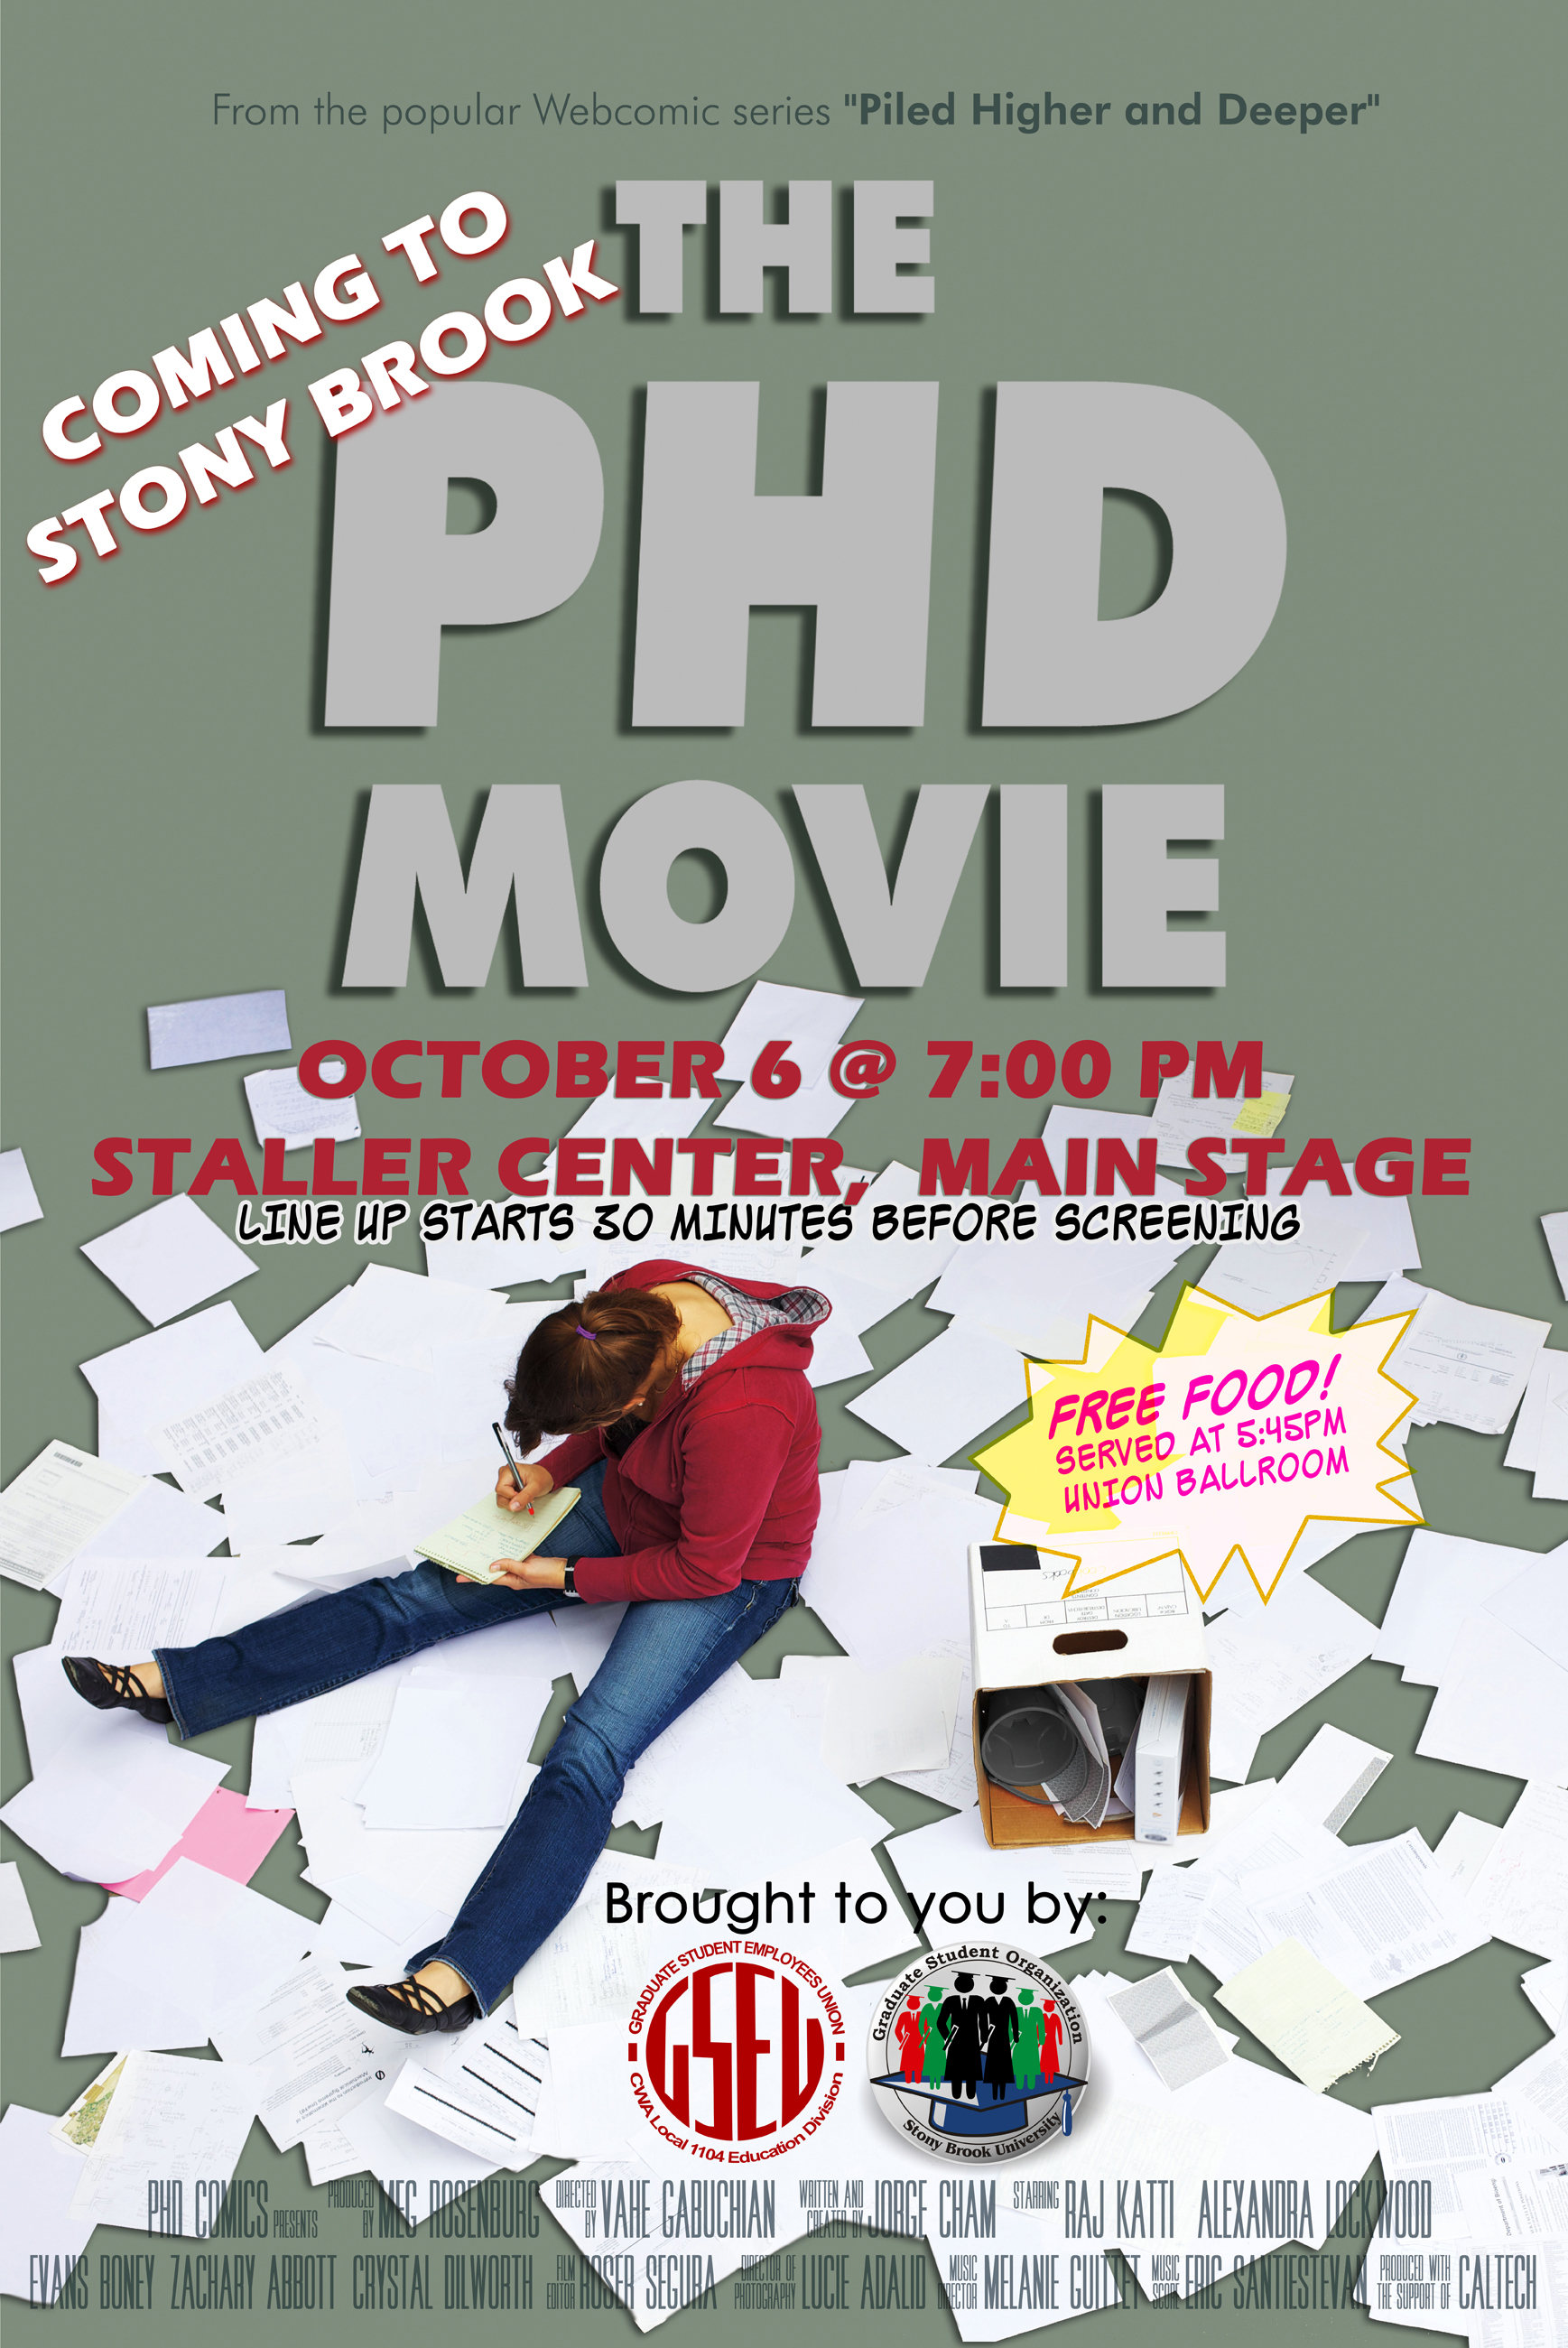 From the popular Webcomic series "Piled Higher and Deeper"
COMING TO
STONY BROOK
THE
PHD
MOVIE
OCTOBER 6 @ 7:00 PM
STALLER CENTER, MAIN STAGE
LINE UP STARTS 30 MINUTES BEFORE SCREENING
FREE FOOD!
SERVED AT 5:45PM
UNION BALLROOM
Brought to you by:
GRADUATE STUDENT EMPLOYEES UNION
GSEU
CWA Local 1104 Education Division
Graduate Student Organization
Stony Brook University
PHD COMICS PRESENTS PRODUCED BY MEG ROSENBURG DIRECTED BY VAHE GABUCHIAN WRITTEN AND CREATED BY JORGE CHAM STARRING RAJ KATTI ALEXANDRA LOCKWOOD
EVANS BONEY ZACHARY ABBOTT CRYSTAL DILWORTH FILM EDITOR ROSER SEGURA DIRECTOR OF PHOTOGRAPHY LUCIE ADALID MUSIC DIRECTOR MELANIE GUITTET MUSIC SCORE ERIC SANTIESTEVAN PRODUCED WITH THE SUPPORT OF CALTECH